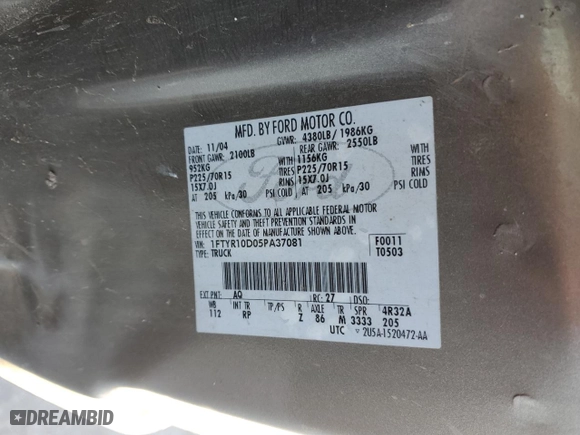 MFD. BY FORD MOTOR CO.
DATE: 11/04 GVWR: 4380LB/ 1986KG
FRONT GAWR: 2100LB REAR GAWR: 2550LB
952KG WITH 1156KG WITH
P225/70R15 TIRES P225/70R15 TIRES
15X7.0J RIMS 15X7.0J RIMS
AT 205 kPa/30 PSI COLD AT 205 kPa/30 PSI COLD
THIS VEHICLE CONFORMS TO ALL APPLICABLE FEDERAL MOTOR
VEHICLE SAFETY AND THEFT PREVENTION STANDARDS IN
EFFECT ON THE DATE OF MANUFACTURE SHOWN ABOVE.
VIN: 1FTYR10D05PA37081 F0011
TYPE: TRUCK T0503
EXT PNT: AQ RC: 27 DSO:
WB INT TR TP/PS R AXLE TR SPR 4R32A
112 RP Z 86 M 3333 205
UTC 2U5A-1520472-AA
Ford
DREAMBID